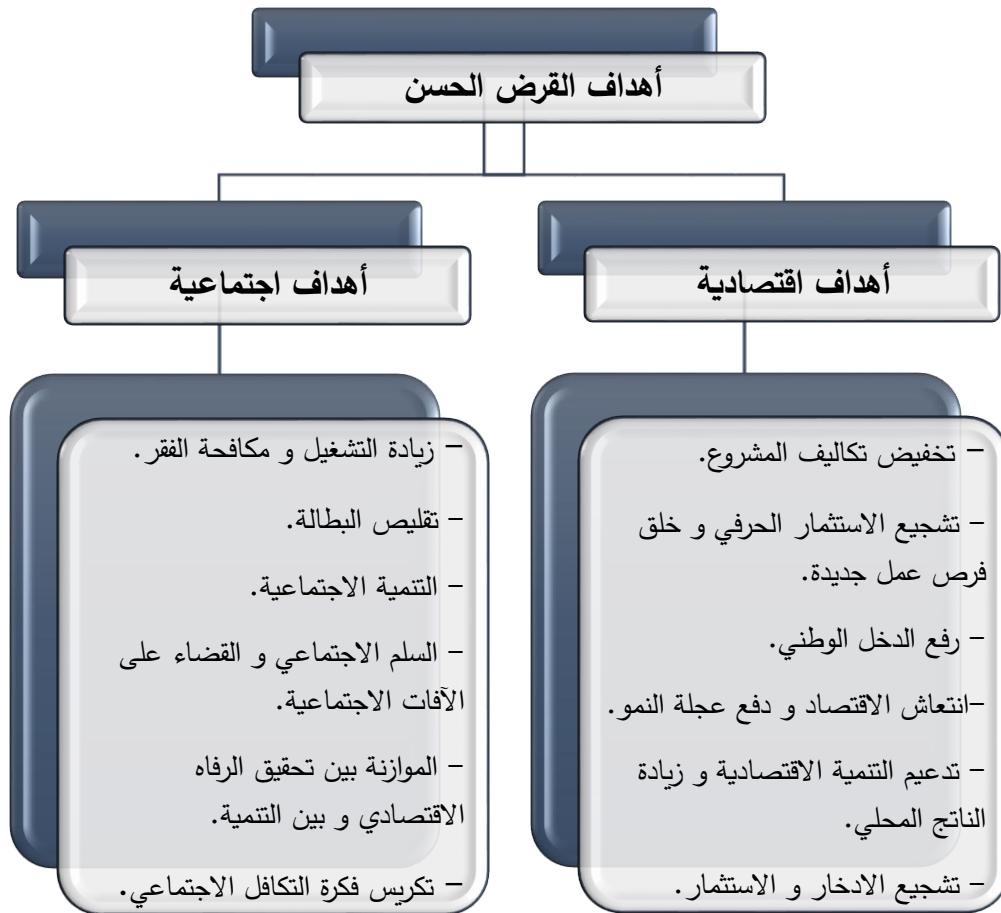 أهداف القرض الحسن
أهداف اقتصادية
– تخفيض تكاليف المشروع.
– تشجيع الاستثمار الحرفي و خلق
فرص عمل جديدة.
– رفع الدخل الوطني.
–انتعاش الاقتصاد و دفع عجلة النمو.
– تدعيم التنمية الاقتصادية و زيادة
الناتج المحلي.
– تشجيع الادخار و الاستثمار.
أهداف اجتماعية
– زيادة التشغيل و مكافحة الفقر.
– تقليص البطالة.
– التنمية الاجتماعية.
– السلم الاجتماعي و القضاء على
الآفات الاجتماعية.
– الموازنة بين تحقيق الرفاه
الاقتصادي و بين التنمية.
– تكريس فكرة التكافل الاجتماعي.